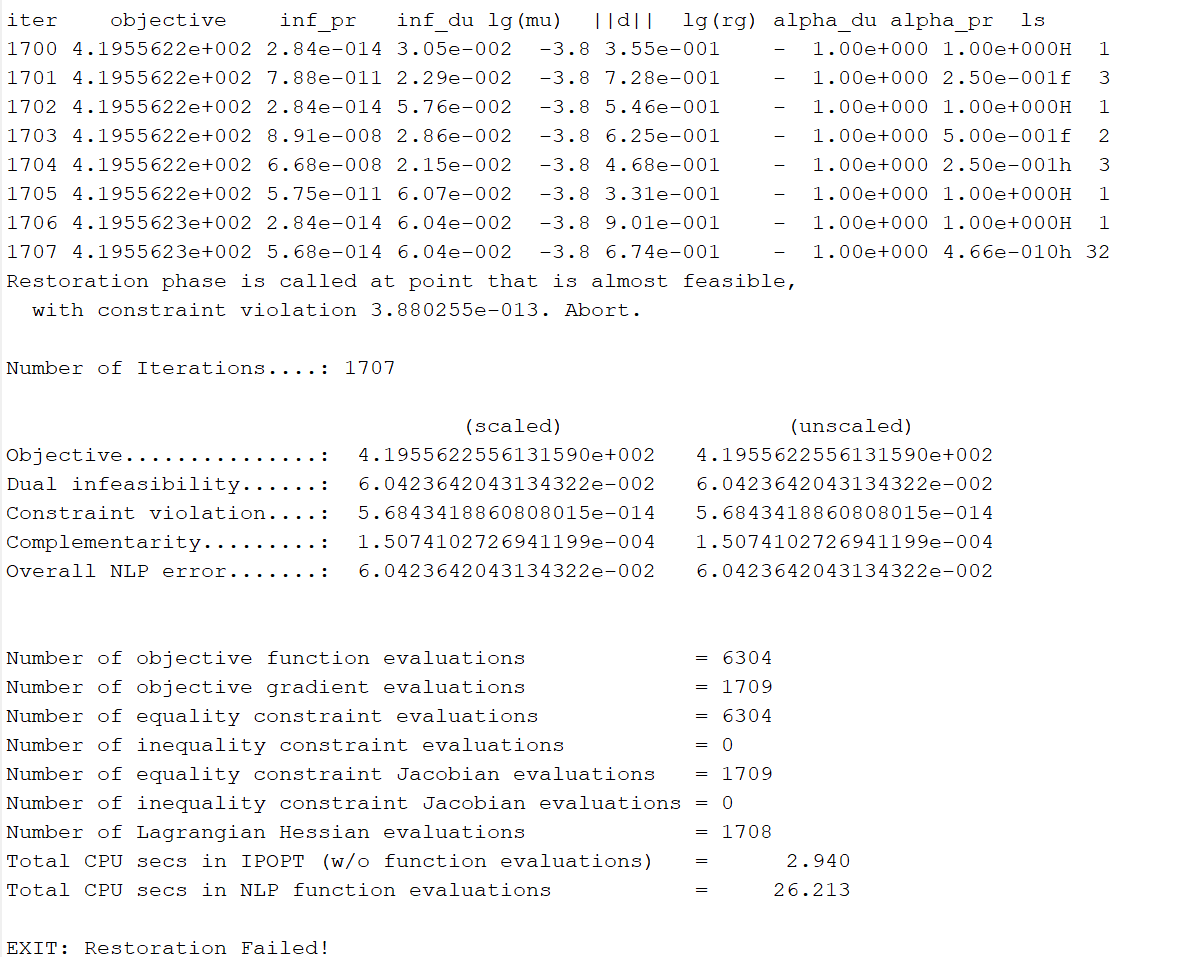 iter    objective    inf_pr   inf_du lg(mu)  ||d||  lg(rg) alpha_du alpha_pr  ls
1700 4.1955622e+002 2.84e-014 3.05e-002  -3.8 3.55e-001    -  1.00e+000 1.00e+000H  1
1701 4.1955622e+002 7.88e-011 2.29e-002  -3.8 7.28e-001    -  1.00e+000 2.50e-001f  3
1702 4.1955622e+002 2.84e-014 5.76e-002  -3.8 5.46e-001    -  1.00e+000 1.00e+000H  1
1703 4.1955622e+002 8.91e-008 2.86e-002  -3.8 6.25e-001    -  1.00e+000 5.00e-001f  2
1704 4.1955622e+002 6.68e-008 2.15e-002  -3.8 4.68e-001    -  1.00e+000 2.50e-001h  3
1705 4.1955622e+002 5.75e-011 6.07e-002  -3.8 3.31e-001    -  1.00e+000 1.00e+000H  1
1706 4.1955623e+002 2.84e-014 6.04e-002  -3.8 9.01e-001    -  1.00e+000 1.00e+000H  1
1707 4.1955623e+002 5.68e-014 6.04e-002  -3.8 6.74e-001    -  1.00e+000 4.66e-010h 32
Restoration phase is called at point that is almost feasible,
  with constraint violation 3.880255e-013. Abort.

Number of Iterations....: 1707

                                   (scaled)                 (unscaled)
Objective...............:  4.1955622556131590e+002   4.1955622556131590e+002
Dual infeasibility......:  6.0423642043134322e-002   6.0423642043134322e-002
Constraint violation....:  5.6843418860808015e-014   5.6843418860808015e-014
Complementarity.........:  1.5074102726941199e-004   1.5074102726941199e-004
Overall NLP error.......:  6.0423642043134322e-002   6.0423642043134322e-002


Number of objective function evaluations             = 6304
Number of objective gradient evaluations             = 1709
Number of equality constraint evaluations            = 6304
Number of inequality constraint evaluations          = 0
Number of equality constraint Jacobian evaluations   = 1709
Number of inequality constraint Jacobian evaluations = 0
Number of Lagrangian Hessian evaluations             = 1708
Total CPU secs in IPOPT (w/o function evaluations)   =      2.940
Total CPU secs in NLP function evaluations           =     26.213

EXIT: Restoration Failed!